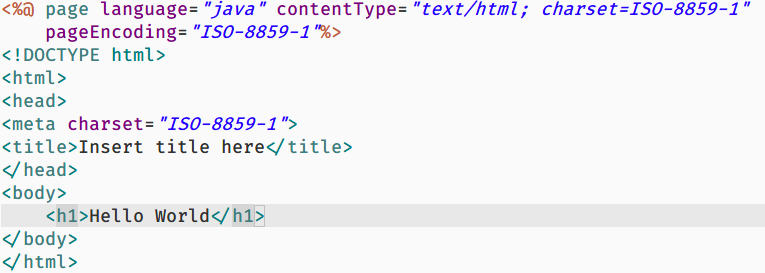 <%@ page language="java" contentType="text/html; charset=ISO-8859-1"
    pageEncoding="ISO-8859-1"%>
<!DOCTYPE html>
<html>
<head>
<meta charset="ISO-8859-1">
<title>Insert title here</title>
</head>
<body>
    <h1>Hello World</h1>
</body>
</html>